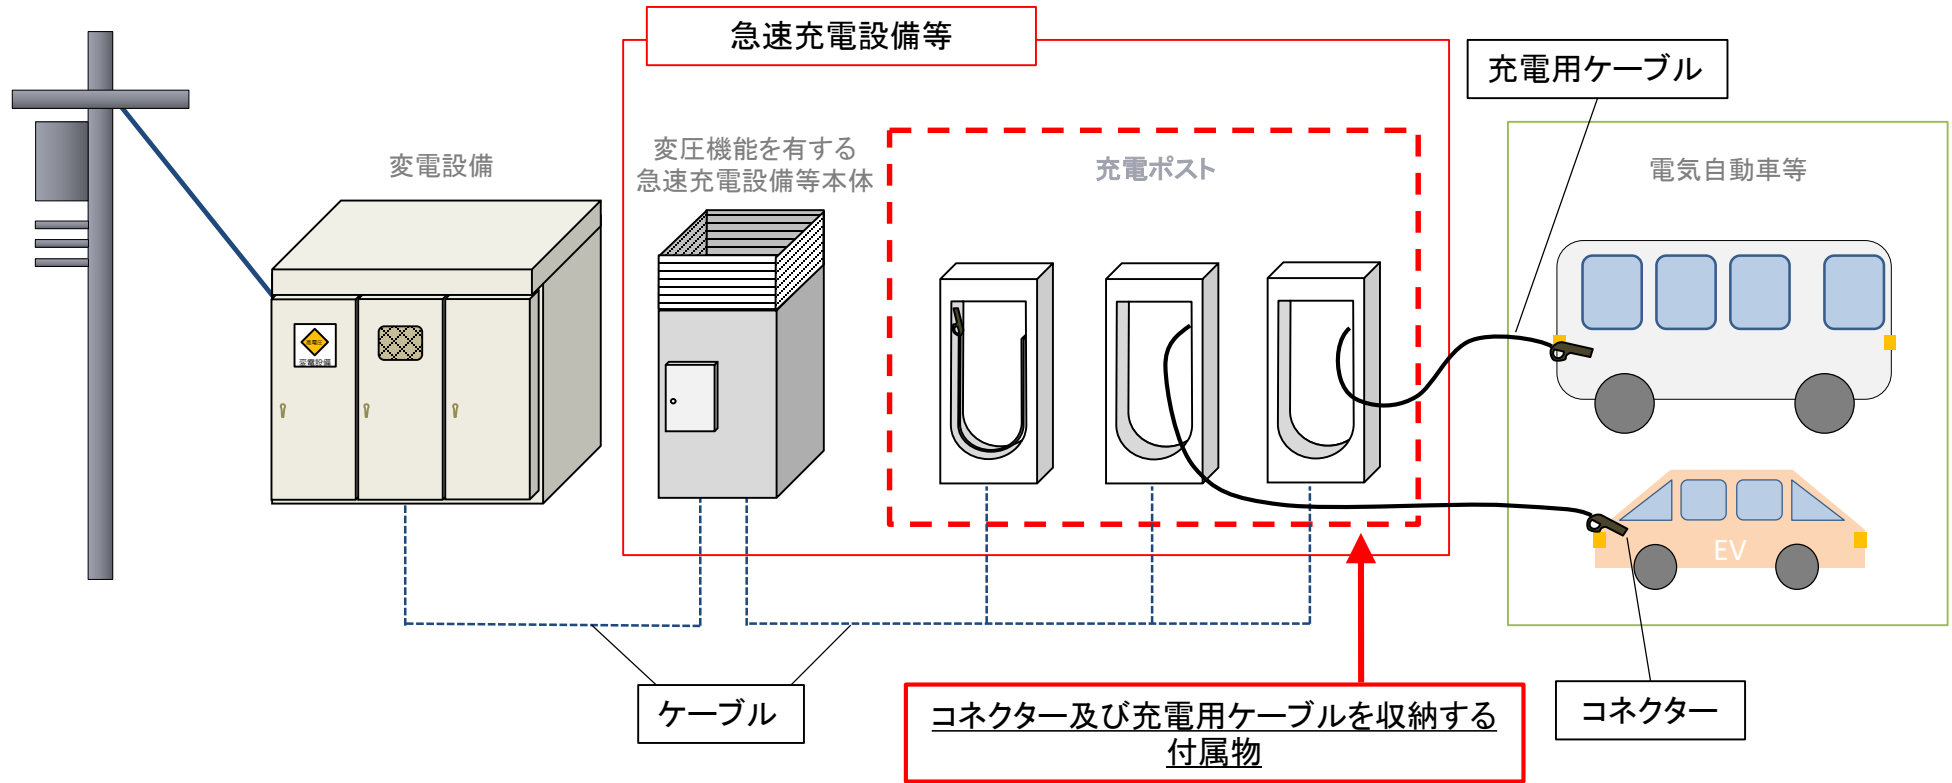 急速充電設備等
充電用ケーブル
変電設備
変圧機能を有する
急速充電設備等本体
充電ポスト
電気自動車等
変電設備
EV
ケーブル
コネクター及び充電用ケーブルを収納する
付属物
コネクター